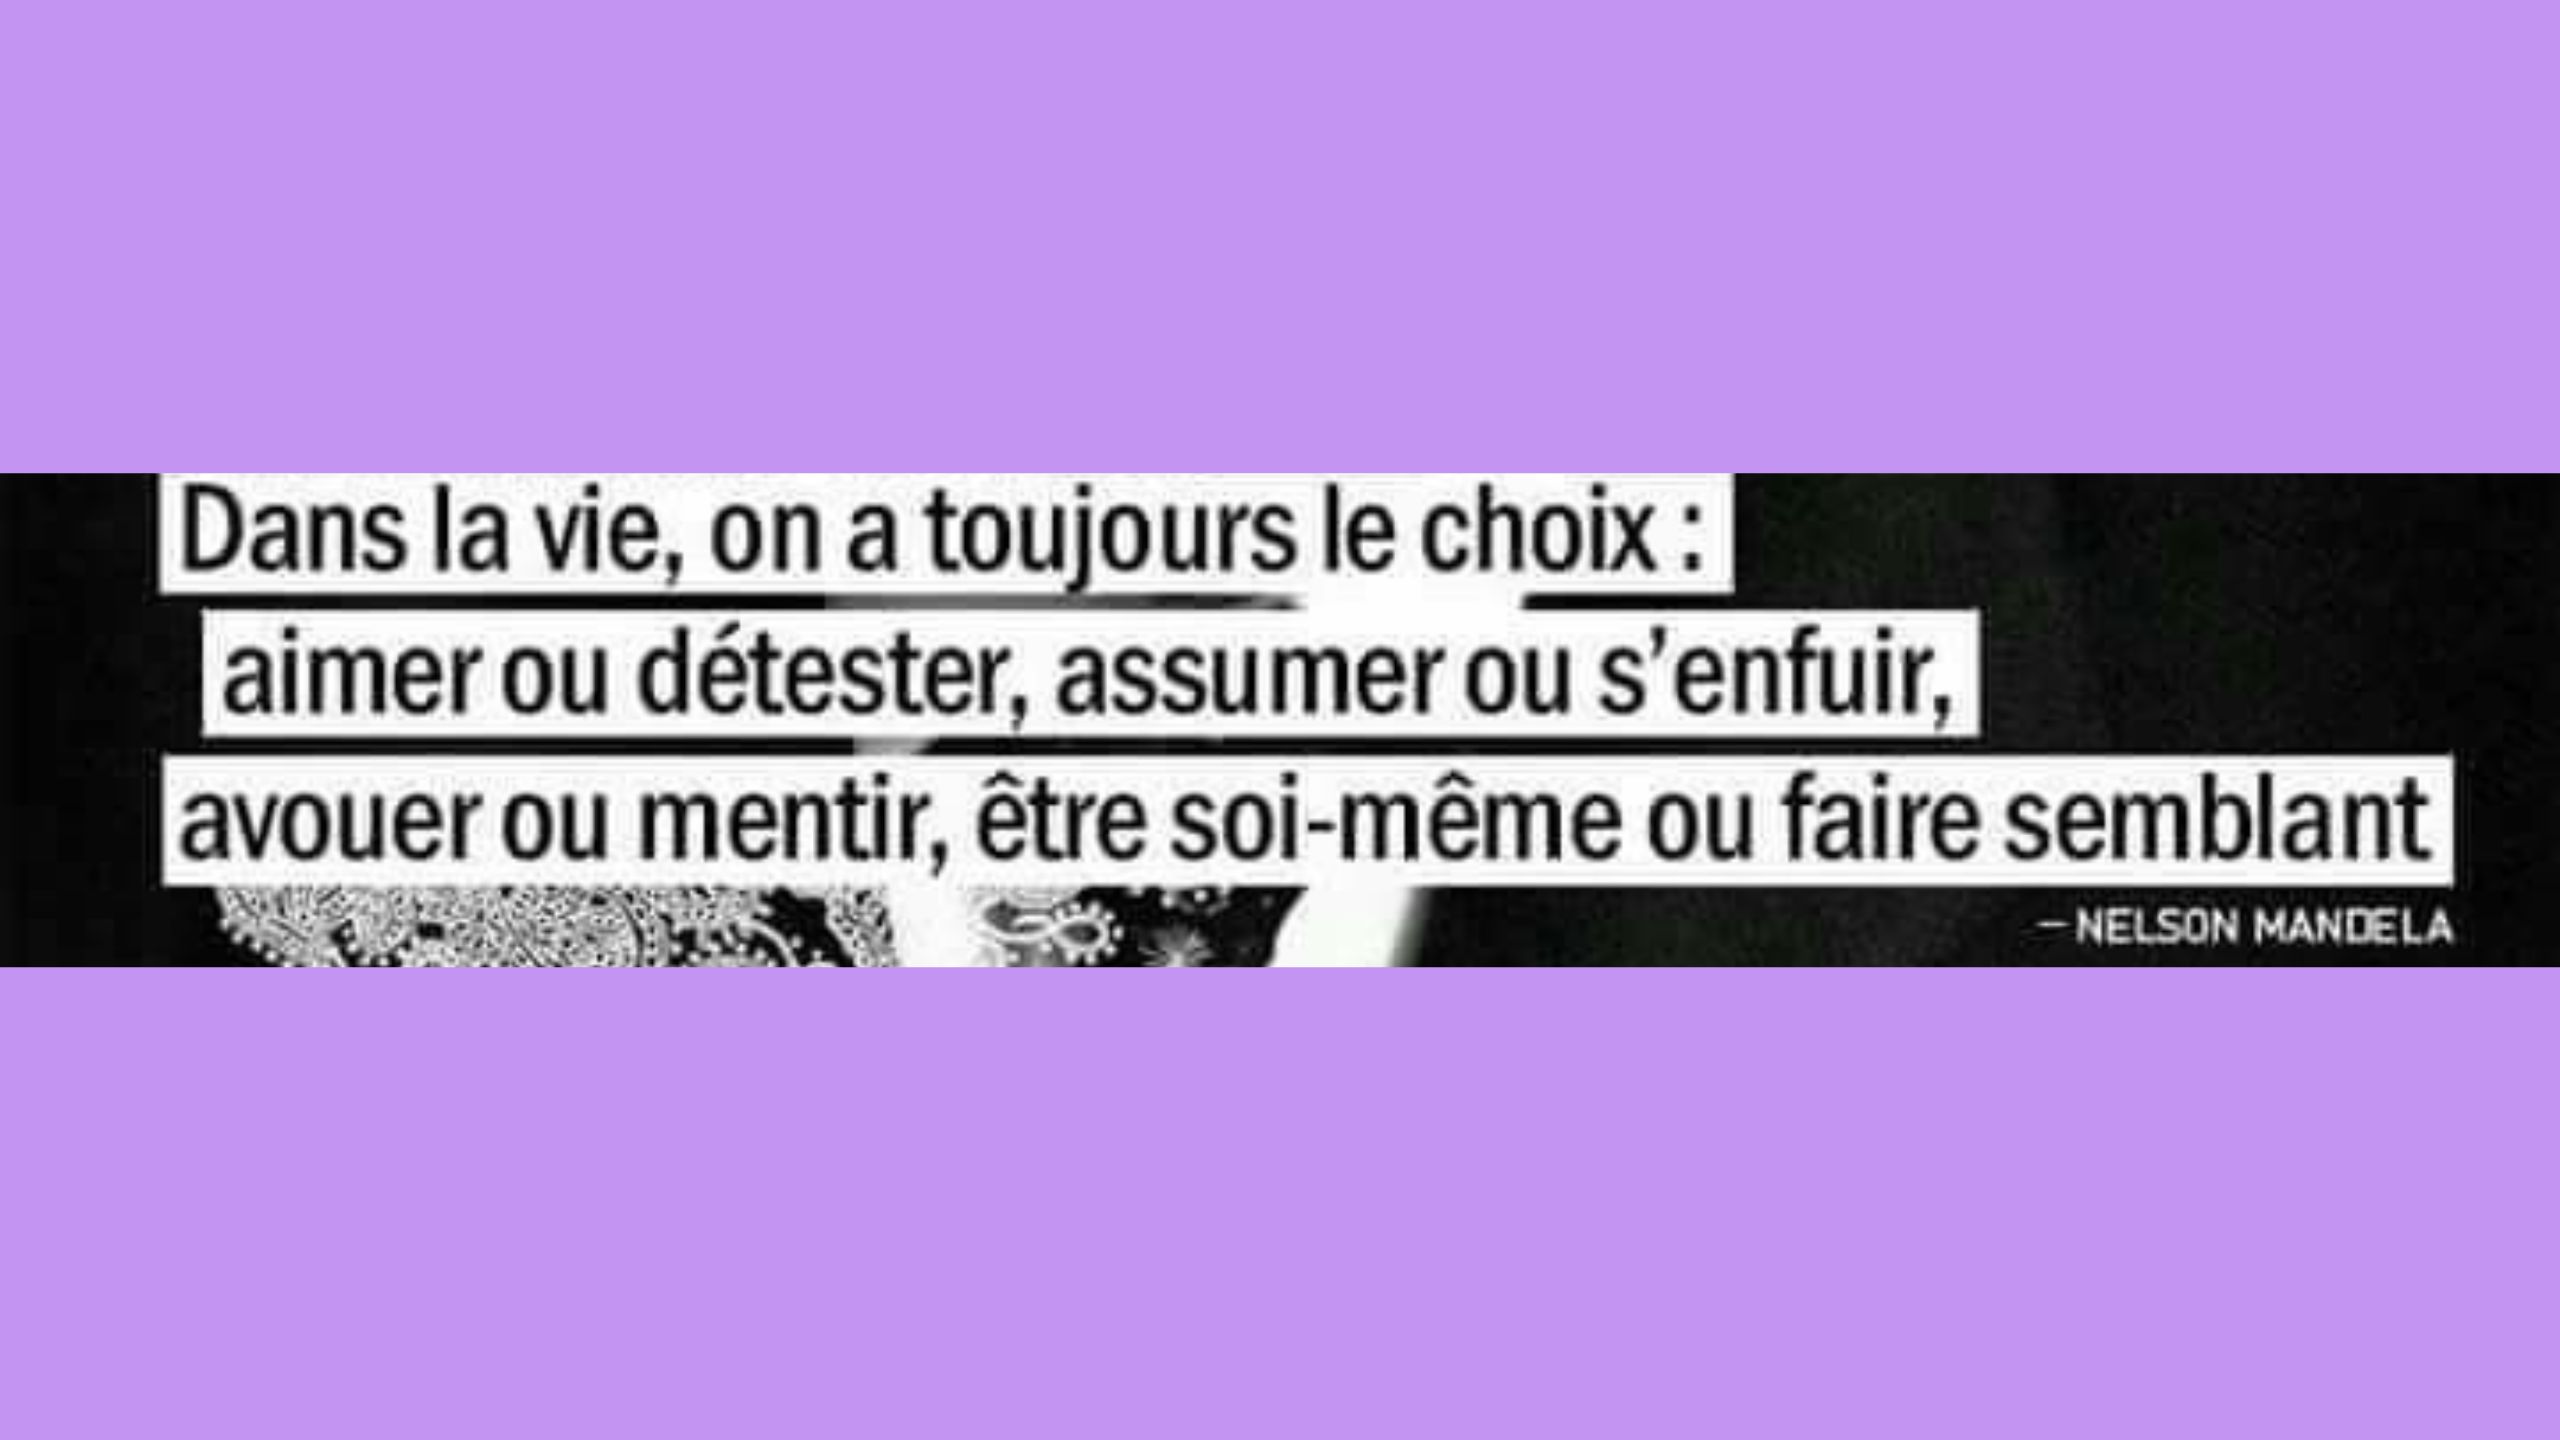 Dans la vie, on a toujours le choix :
aimer ou détester, assumer ou s’enfuir,
avouer ou mentir, être soi-même ou faire semblant
– NELSON MANDELA